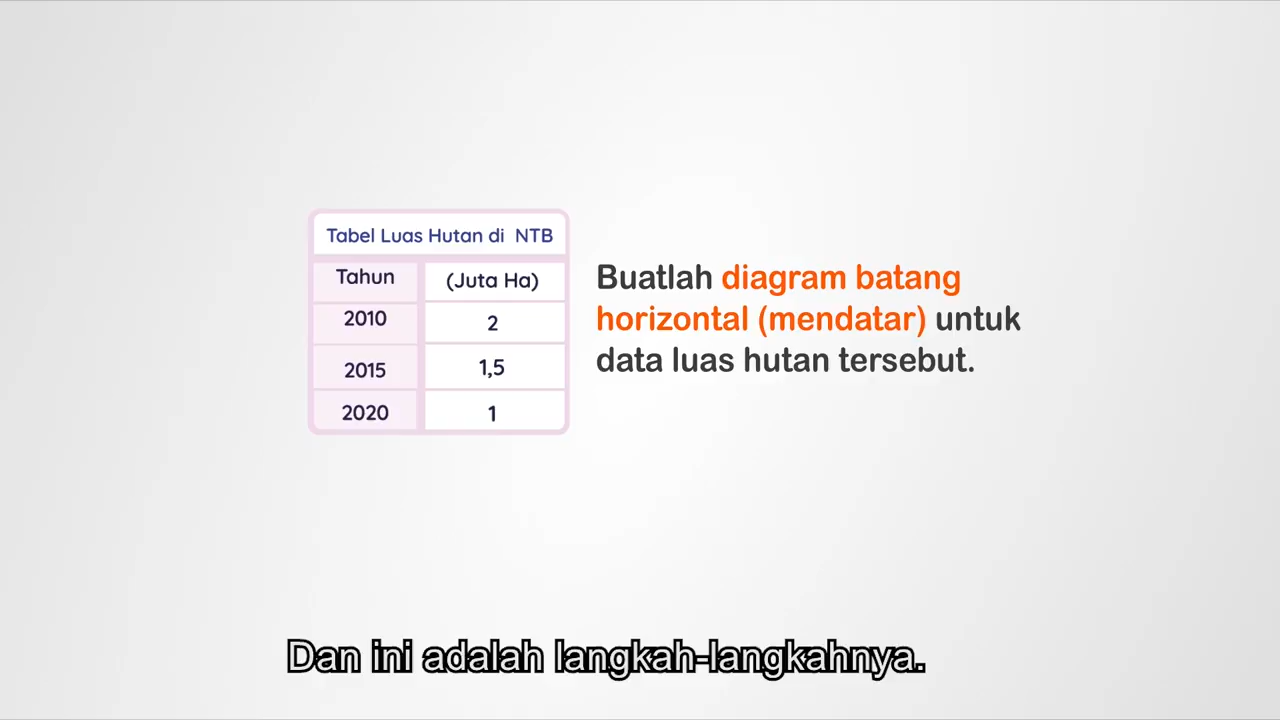 Tabel Luas Hutan di NTB
Tahun (Juta Ha)
2010 2
2015 1,5
2020 1
Buatlah diagram batang
horizontal (mendatar) untuk
data luas hutan tersebut.
Dan ini adalah langkah-langkahnya.